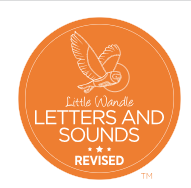 Little Wandle
LETTERS AND
SOUNDS
REVISED
TM